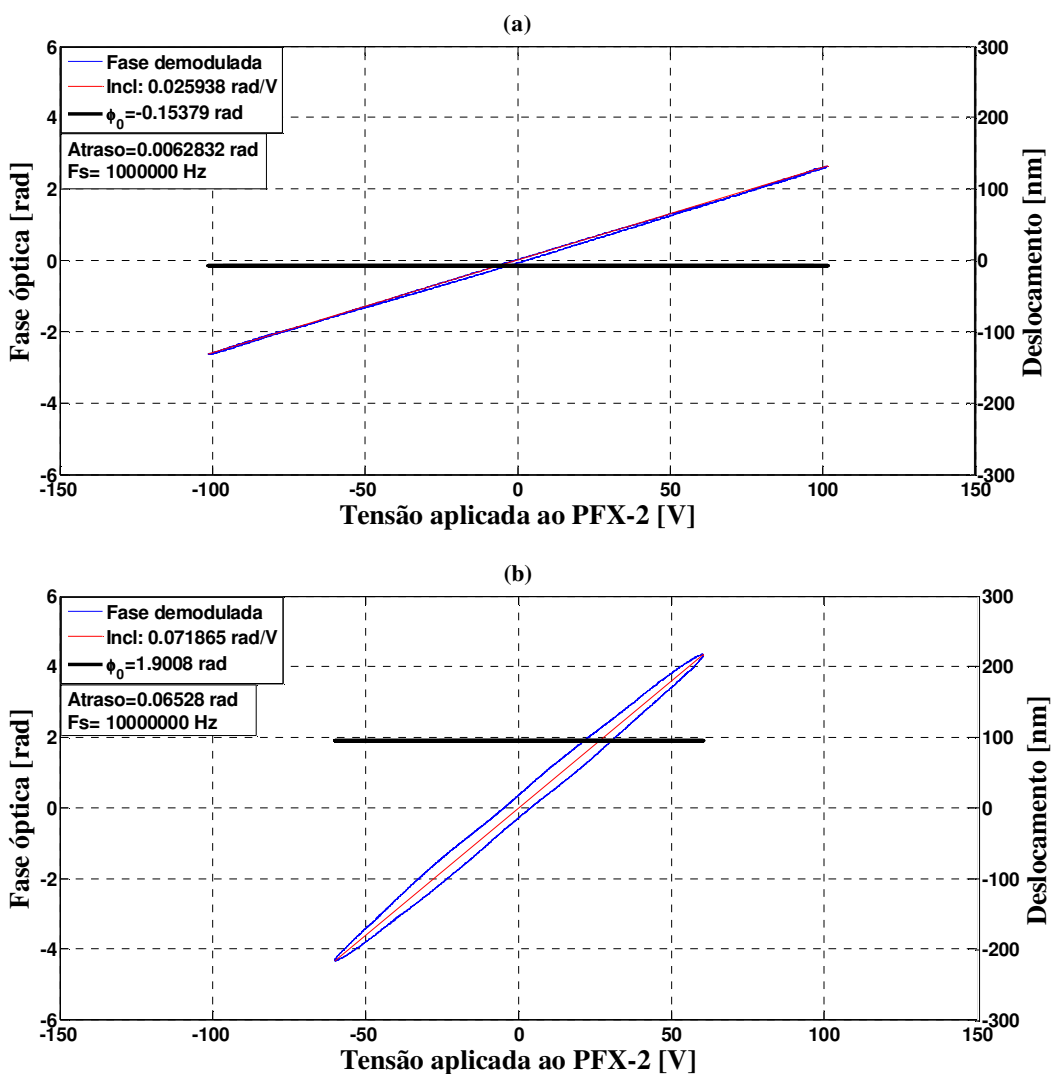 (a)
6
4
2
0
-2
-4
-6
Fase óptica [rad]
Fase demodulada
Incl: 0.025938 rad/V
ϕ0=-0.15379 rad
Atraso=0.0062832 rad
Fs= 1000000 Hz
300
200
100
0
-100
-200
-300
Deslocamento [nm]
-150
-100
-50
0
50
100
150
Tensão aplicada ao PFX-2 [V]
(b)
6
4
2
0
-2
-4
-6
Fase óptica [rad]
Fase demodulada
Incl: 0.071865 rad/V
ϕ0=1.9008 rad
Atraso=0.06528 rad
Fs= 10000000 Hz
300
200
100
0
-100
-200
-300
Deslocamento [nm]
-150
-100
-50
0
50
100
150
Tensão aplicada ao PFX-2 [V]